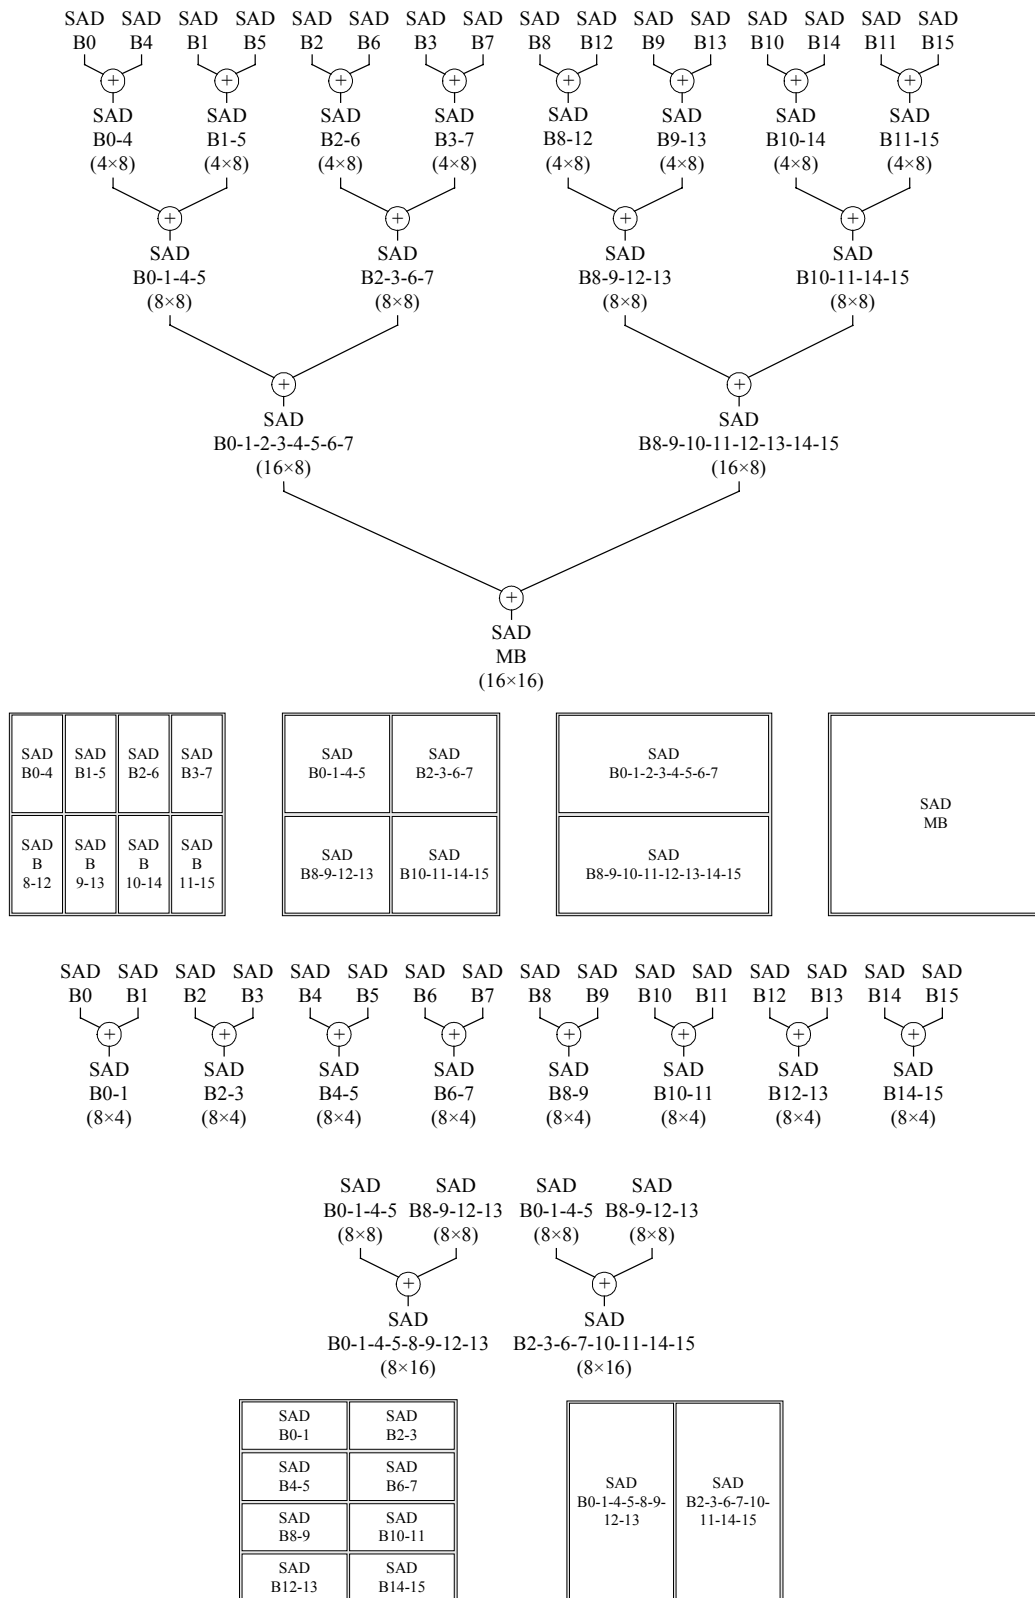 SAD SAD SAD SAD SAD SAD SAD SAD SAD SAD SAD SAD SAD SAD SAD SAD
B0 B4 B1 B5 B2 B6 B3 B7 B8 B12 B9 B13 B10 B14 B11 B15
+ + + + + + + +
SAD SAD SAD SAD SAD SAD SAD SAD
B0-4 B1-5 B2-6 B3-7 B8-12 B9-13 B10-14 B11-15
(4×8) (4×8) (4×8) (4×8) (4×8) (4×8) (4×8) (4×8)
+ + + +
SAD SAD SAD SAD
B0-1-4-5 B2-3-6-7 B8-9-12-13 B10-11-14-15
(8×8) (8×8) (8×8) (8×8)
+ +
SAD SAD
B0-1-2-3-4-5-6-7 B8-9-10-11-12-13-14-15
(16×8) (16×8)
+
SAD
MB
(16×16)
SAD SAD SAD SAD
B0-4 B1-5 B2-6 B3-7
SAD SAD SAD SAD
B B B B
8-12 9-13 10-14 11-15
SAD SAD
B0-1-4-5 B2-3-6-7
SAD SAD
B8-9-12-13 B10-11-14-15
SAD
B0-1-2-3-4-5-6-7
SAD
B8-9-10-11-12-13-14-15
SAD
MB
SAD SAD SAD SAD SAD SAD SAD SAD SAD SAD SAD SAD SAD SAD SAD SAD
B0 B1 B2 B3 B4 B5 B6 B7 B8 B9 B10 B11 B12 B13 B14 B15
+ + + + + + + +
SAD SAD SAD SAD SAD SAD SAD SAD
B0-1 B2-3 B4-5 B6-7 B8-9 B10-11 B12-13 B14-15
(8×4) (8×4) (8×4) (8×4) (8×4) (8×4) (8×4) (8×4)
SAD SAD SAD SAD
B0-1-4-5 B8-9-12-13 B0-1-4-5 B8-9-12-13
(8×8) (8×8) (8×8) (8×8)
+ +
SAD SAD
B0-1-4-5-8-9-12-13 B2-3-6-7-10-11-14-15
(8×16) (8×16)
SAD SAD
B0-1 B2-3
SAD SAD
B4-5 B6-7
SAD SAD
B8-9 B10-11
SAD SAD
B12-13 B14-15
SAD SAD
B0-1-4-5-8-9- B2-3-6-7-10-
12-13 11-14-15